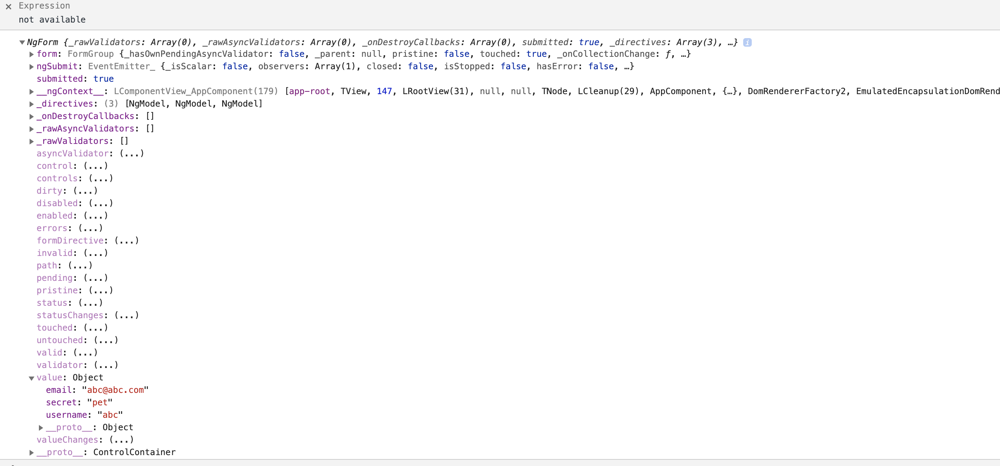 Expression
not available
NgForm {_rawValidators: Array(0), _rawAsyncValidators: Array(0), _onDestroyCallbacks: Array(0), submitted: true, _directives: Array(3), …} i
form: FormGroup {_hasOwnPendingAsyncValidator: false, _parent: null, pristine: false, touched: true, _onCollectionChange: ƒ, …}
ngSubmit: EventEmitter_ {_isScalar: false, observers: Array(1), closed: false, isStopped: false, hasError: false, …}
submitted: true
__ngContext__: LComponentView_AppComponent(179) [app-root, TView, 147, LRootView(31), null, null, TNode, LCleanup(29), AppComponent, {…}, DomRendererFactory2, EmulatedEncapsulationDomRend
_directives: (3) [NgModel, NgModel, NgModel]
_onDestroyCallbacks: []
_rawAsyncValidators: []
_rawValidators: []
asyncValidator: (...)
control: (...)
controls: (...)
dirty: (...)
disabled: (...)
enabled: (...)
errors: (...)
formDirective: (...)
invalid: (...)
path: (...)
pending: (...)
pristine: (...)
status: (...)
statusChanges: (...)
touched: (...)
untouched: (...)
valid: (...)
validator: (...)
value: Object
email: "abc@abc.com"
secret: "pet"
username: "abc"
__proto__: Object
valueChanges: (...)
__proto__: ControlContainer